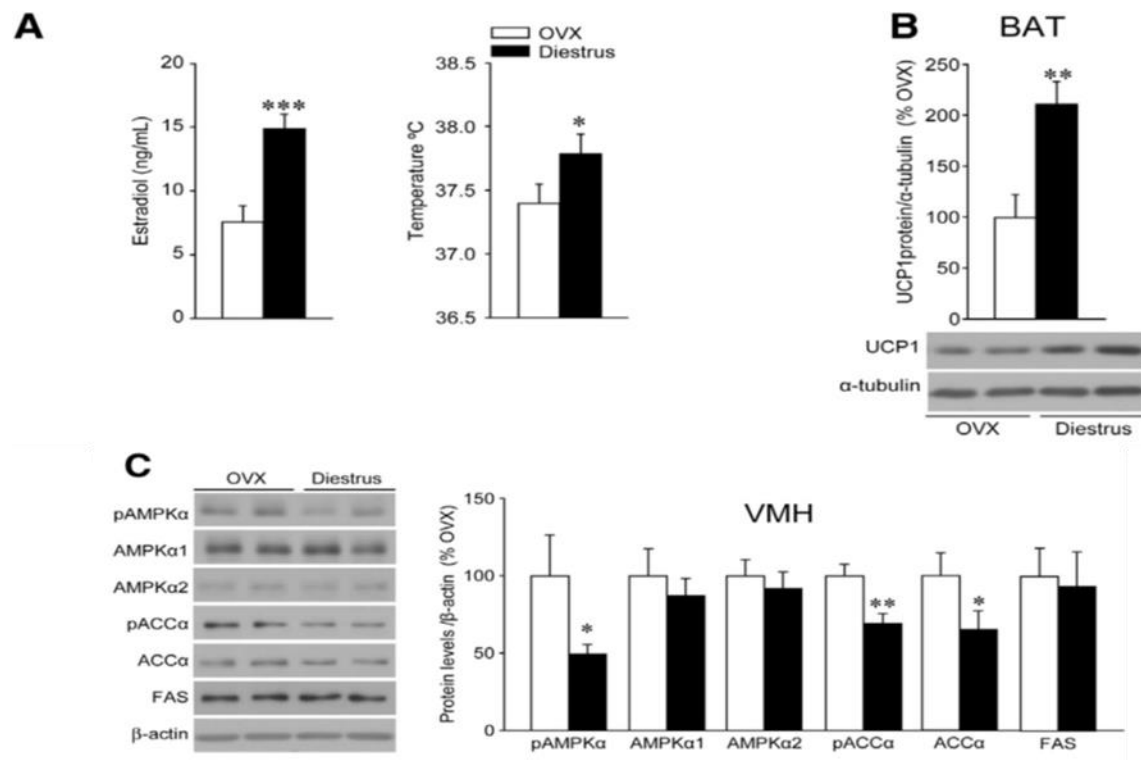 A
OVX
Diestrus
Estradiol (ng/mL)
20
15
10
5
0
***
Temperature ºC
38.5
38.0
37.5
37.0
36.5
*
B
BAT
UCP1protein/α-tubulin (% OVX)
250
200
150
100
50
0
**
UCP1
α-tubulin
OVX Diestrus
C
OVX Diestrus
pAMPKα
AMPKα1
AMPKα2
pACCα
ACCα
FAS
β-actin
VMH
Protein levels /β-actin (% OVX)
150
100
50
0
* ** *
pAMPKα AMPKα1 AMPKα2 pACCα ACCα FAS